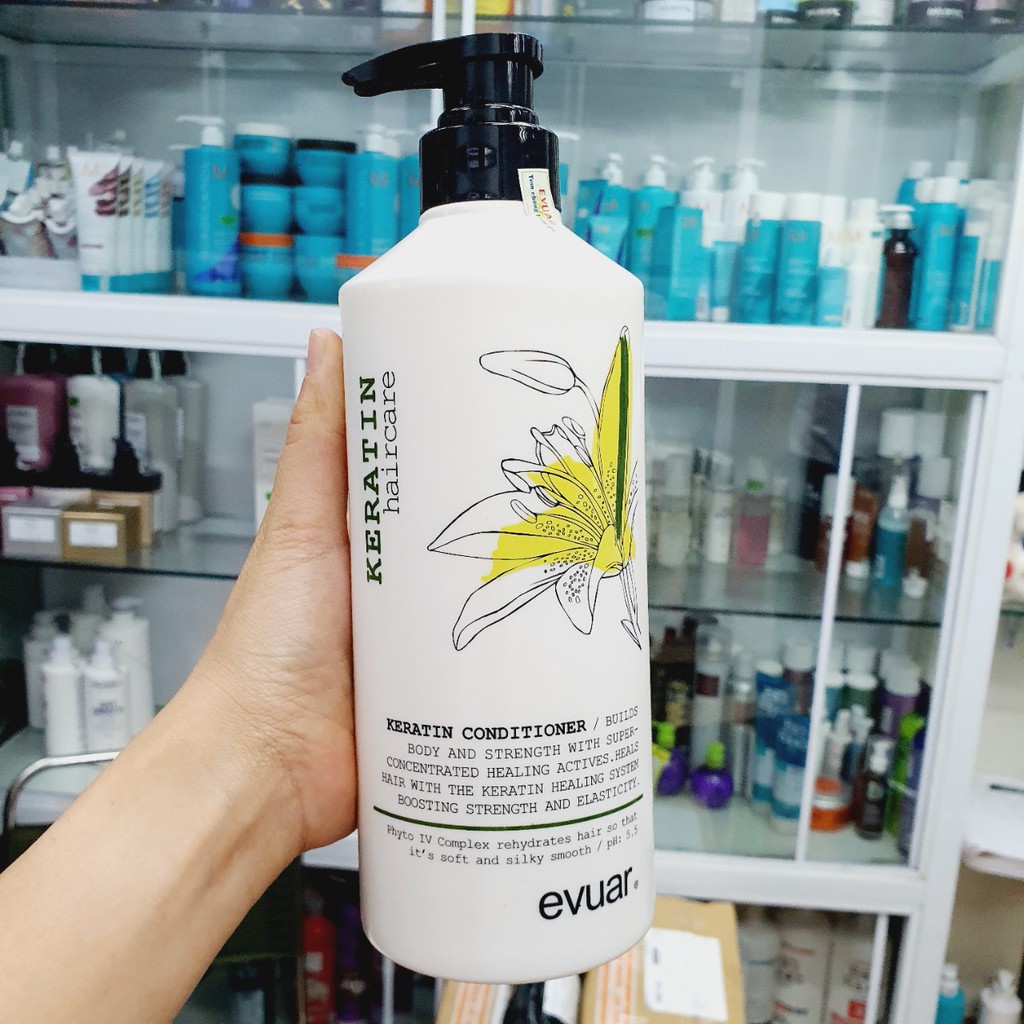 EVUAR
KERATIN
haircare
KERATIN CONDITIONER / BUILDS
BODY AND STRENGTH WITH SUPER-
CONCENTRATED HEALING ACTIVES.HEALS
HAIR WITH THE KERATIN HEALING SYSTEM
BOOSTING STRENGTH AND ELASTICITY.
Phyto IV Complex rehydrates hair so that
it's soft and silky smooth / pH: 5.5
evuar®